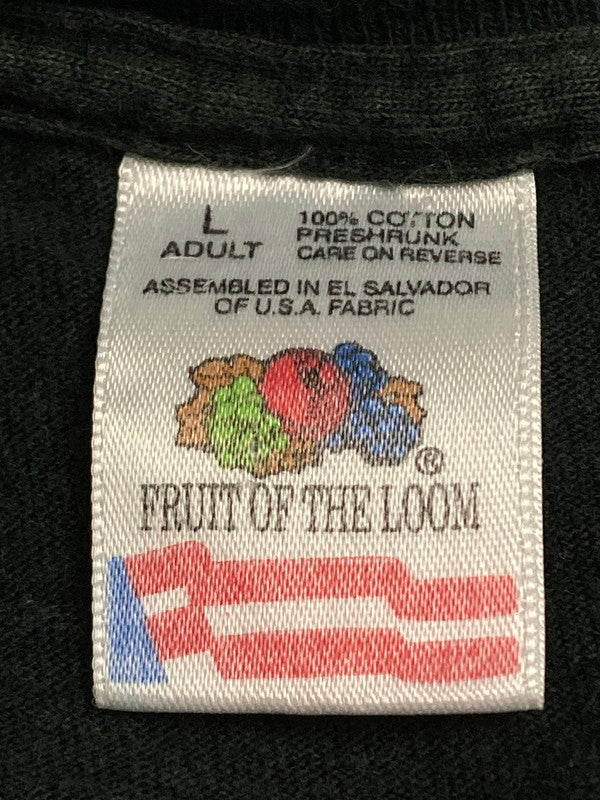 L
ADULT
100% COTTON
PRESHRUNK
CARE ON REVERSE
ASSEMBLED IN EL SALVADOR
OF U.S.A. FABRIC
®
FRUIT OF THE LOOM